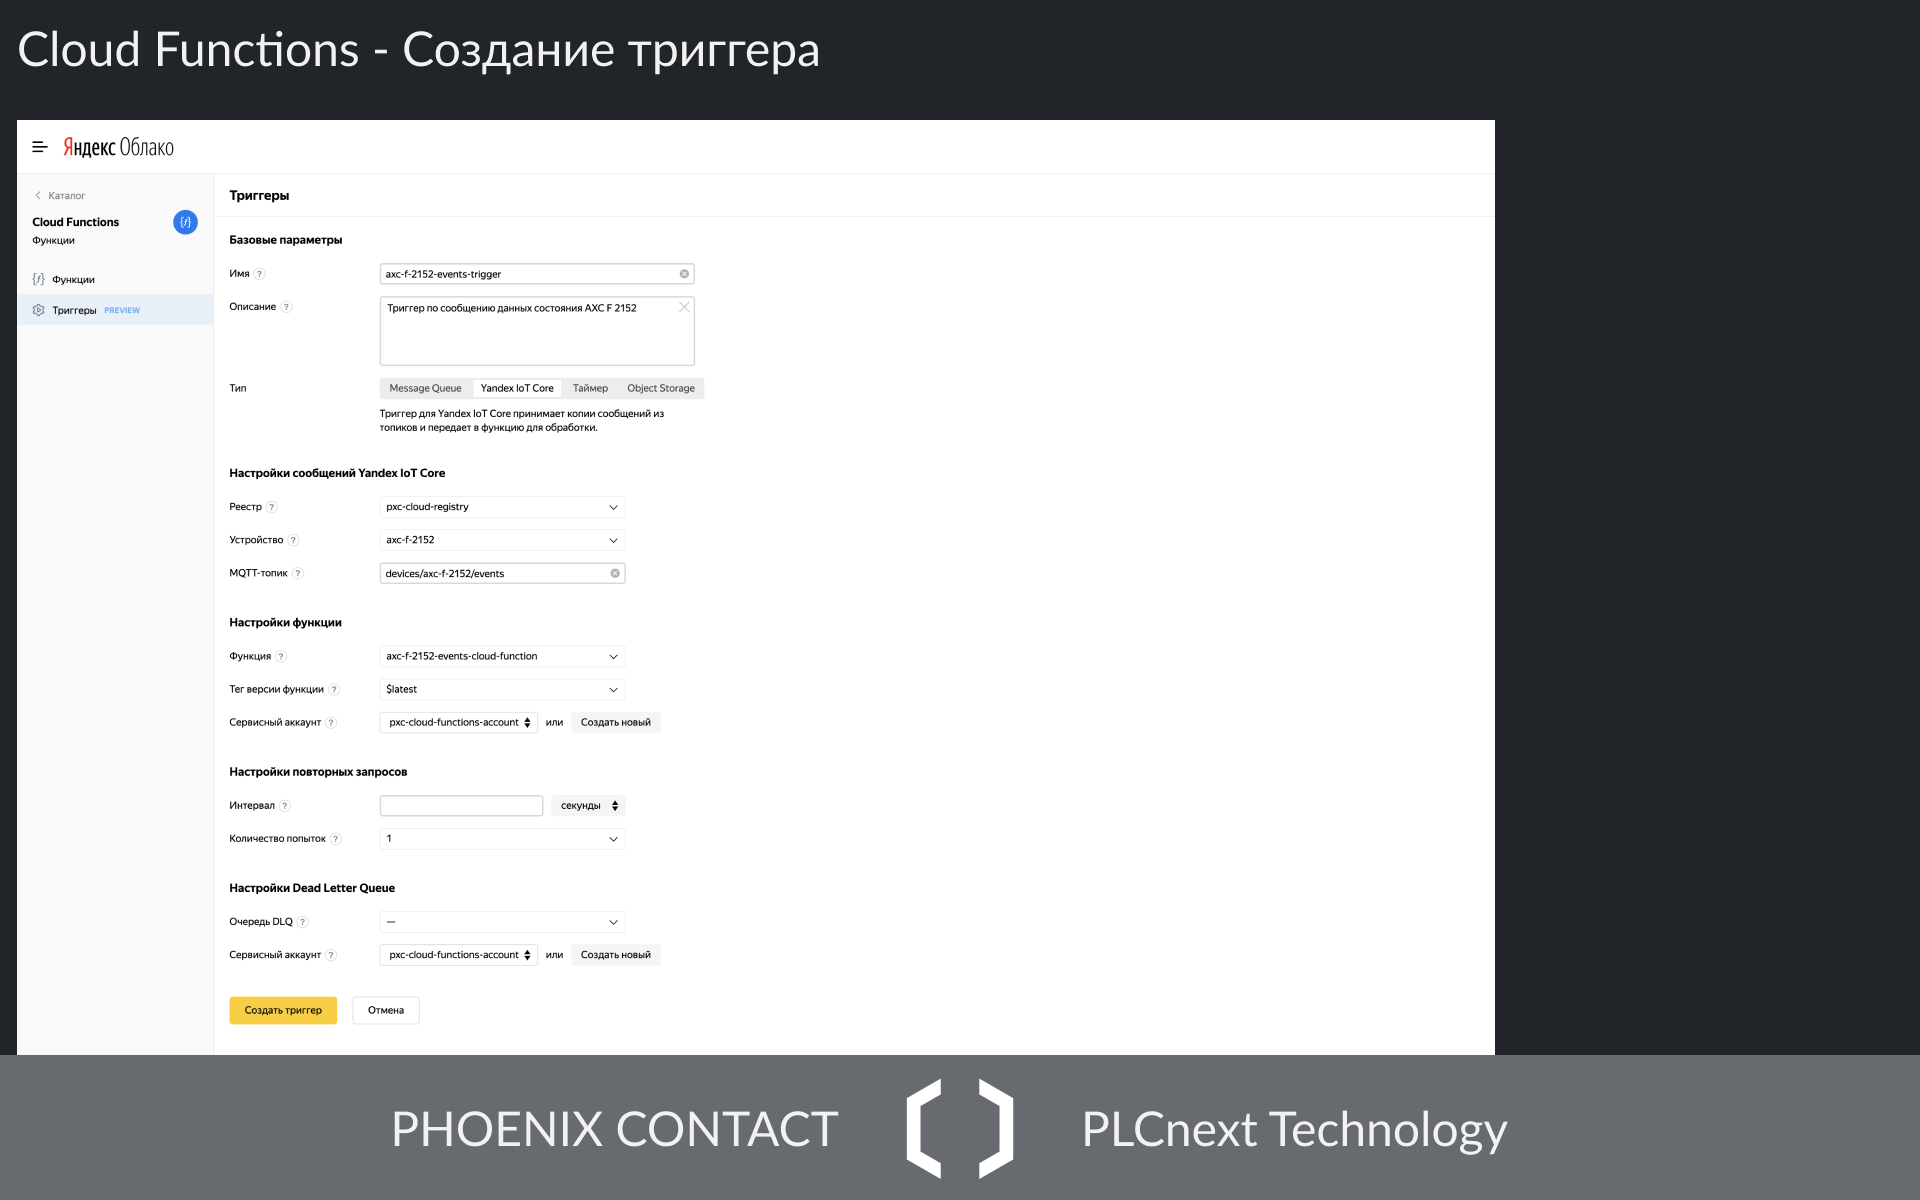 Cloud Functions - Создание триггера
Яндекс Облако
Каталог
Cloud Functions
Функции
Функции
Триггеры PREVIEW
Триггеры
Базовые параметры
Имя ? axc-f-2152-events-trigger
Описание ? Триггер по сообщению данных состояния AXC F 2152
Тип Message Queue Yandex IoT Core Таймер Object Storage
Триггер для Yandex IoT Core принимает копии сообщений из
топиков и передает в функцию для обработки.
Настройки сообщений Yandex IoT Core
Реестр ? pxc-cloud-registry
Устройство ? axc-f-2152
MQTT-топик ? devices/axc-f-2152/events
Настройки функции
Функция ? axc-f-2152-events-cloud-function
Тег версии функции ? $latest
Сервисный аккаунт ? pxc-cloud-functions-account или Создать новый
Настройки повторных запросов
Интервал ? секунды
Количество попыток ? 1
Настройки Dead Letter Queue
Очередь DLQ ? —
Сервисный аккаунт ? pxc-cloud-functions-account или Создать новый
Создать триггер Отмена
PHOENIX CONTACT PLCnext Technology